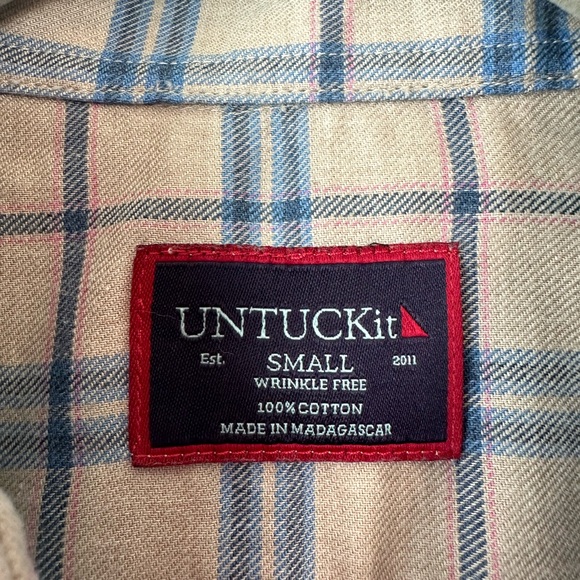 UNTUCKit
Est. SMALL 2011
WRINKLE FREE
100% COTTON
MADE IN MADAGASCAR